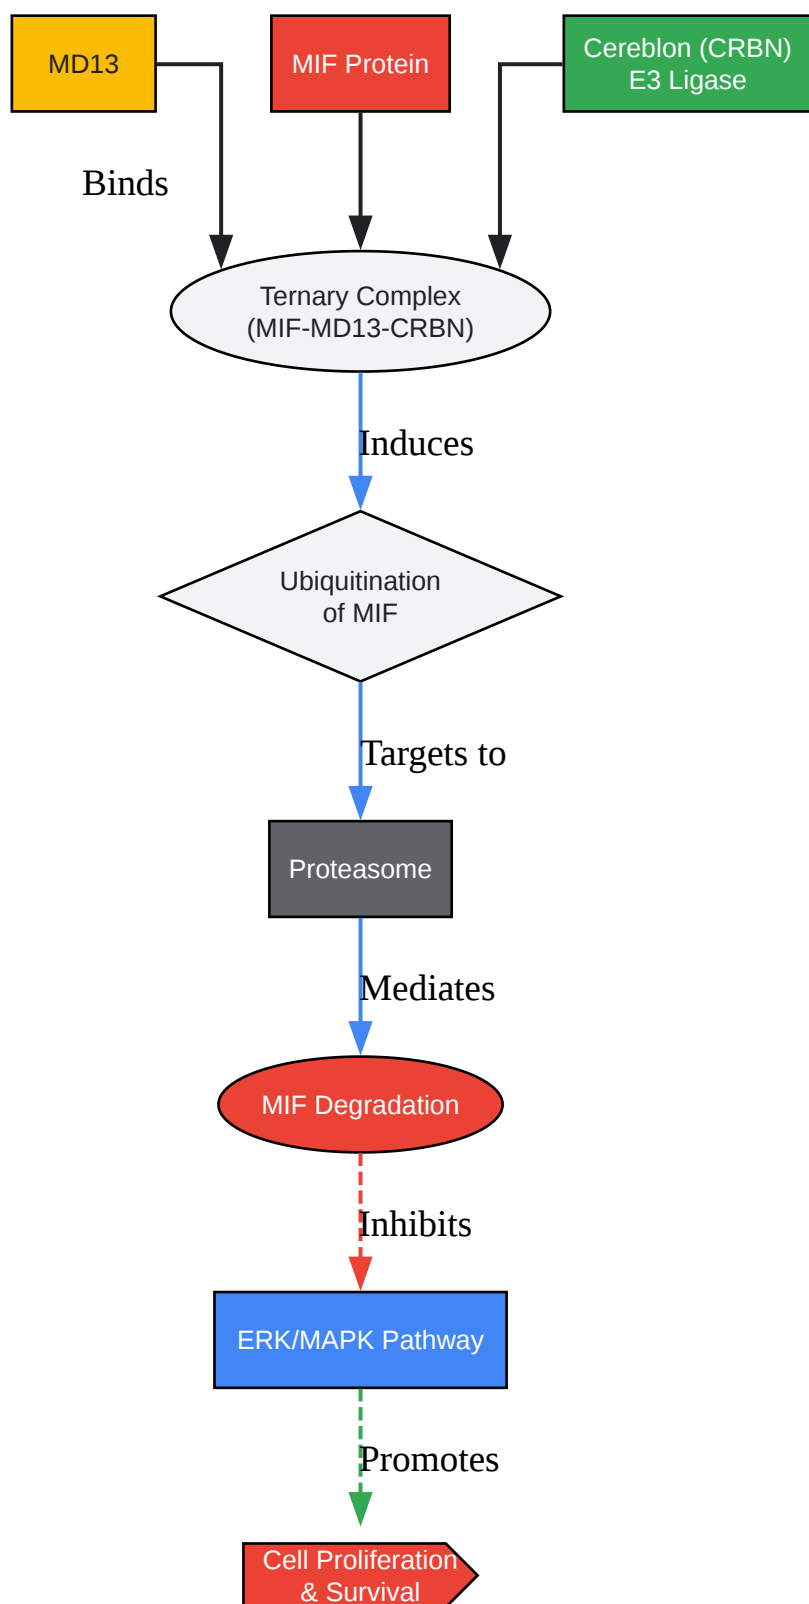 MD13
MIF Protein
Cereblon (CRBN)
E3 Ligase
Binds
Ternary Complex
(MIF-MD13-CRBN)
Induces
Ubiquitination
of MIF
Targets to
Proteasome
Mediates
MIF Degradation
Inhibits
ERK/MAPK Pathway
Promotes
Cell Proliferation
& Survival